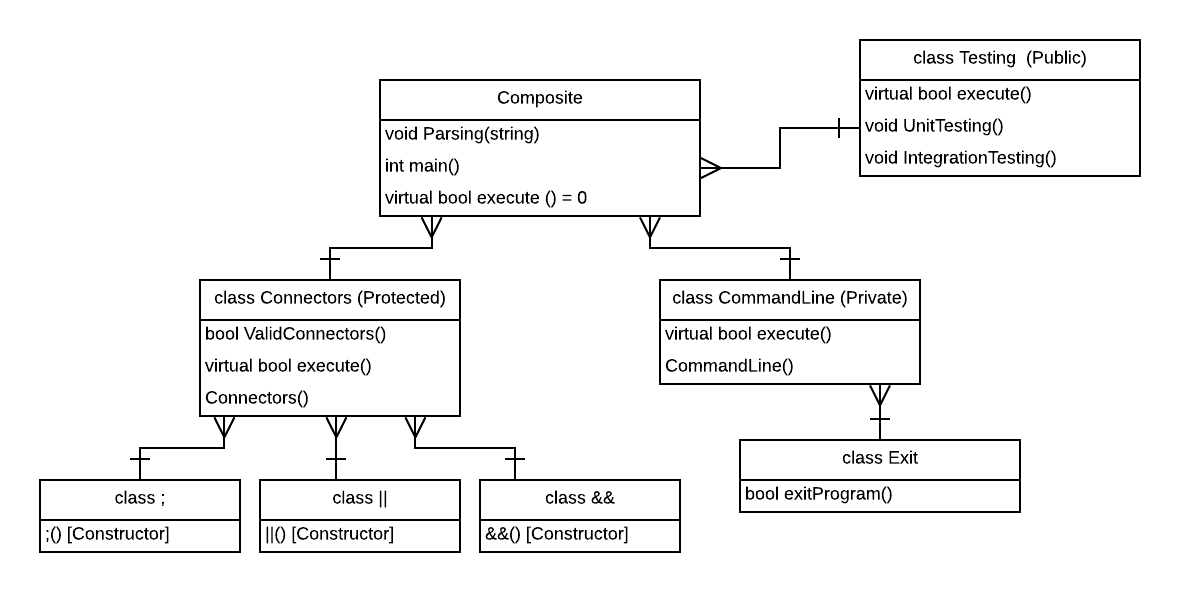 class Testing (Public)
virtual bool execute()
void UnitTesting()
void IntegrationTesting()
Composite
void Parsing(string)
int main()
virtual bool execute () = 0
class Connectors (Protected)
bool ValidConnectors()
virtual bool execute()
Connectors()
class CommandLine (Private)
virtual bool execute()
CommandLine()
class ;
;() [Constructor]
class ||
||() [Constructor]
class &&
&&() [Constructor]
class Exit
bool exitProgram()